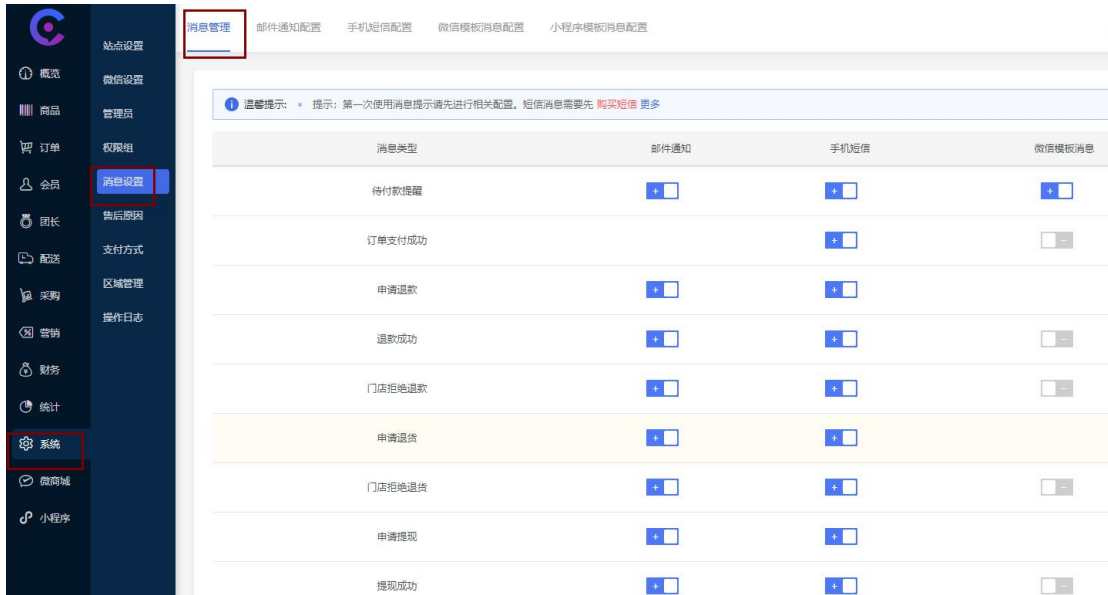 消息管理 邮件通知配置 手机短信配置 微信模板消息配置 小程序模板消息配置
站点设置
概览
微信设置
商品
管理员
订单
权限组
会员
消息设置
团长
售后原因
配送
支付方式
采购
区域管理
营销
操作日志
财务
统计
系统
微商城
小程序
温馨提示: 提示：第一次使用消息提示请先进行相关配置。短信消息需要先 购买短信 更多
消息类型 邮件通知 手机短信 微信模板消息
待付款提醒
订单支付成功
申请退款
退款成功
门店拒绝退款
申请退货
门店拒绝退货
申请提现
提现成功